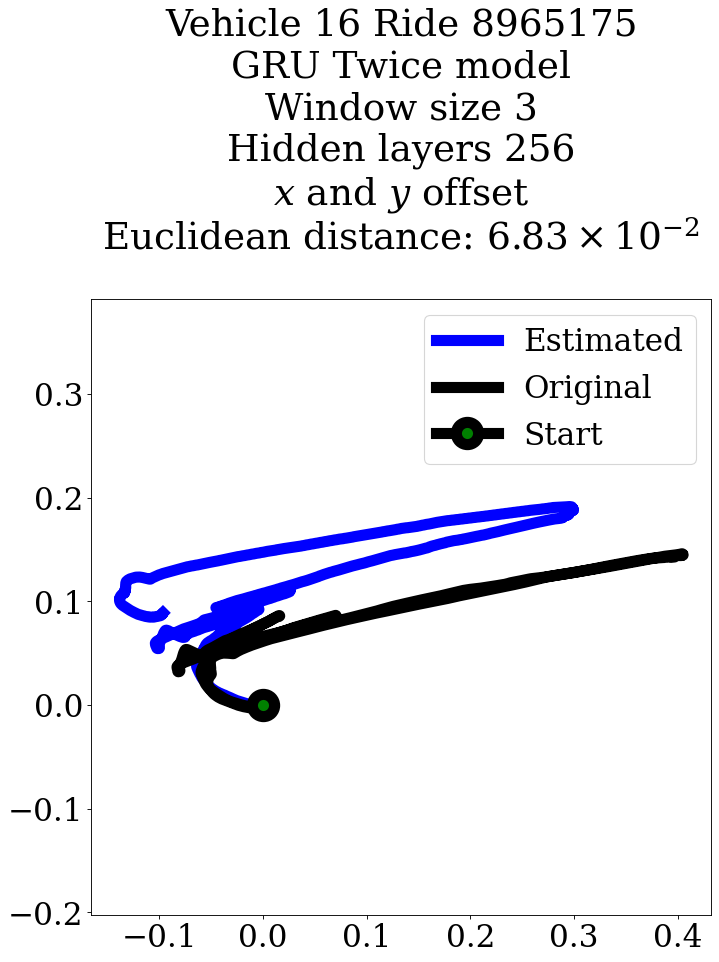 Vehicle 16 Ride 8965175
GRU Twice model
Window size 3
Hidden layers 256
x and y offset
Euclidean distance: 6.83 × 10⁻²
Estimated
Original
Start
0.3
0.2
0.1
0.0
−0.1
−0.2
−0.1 0.0 0.1 0.2 0.3 0.4